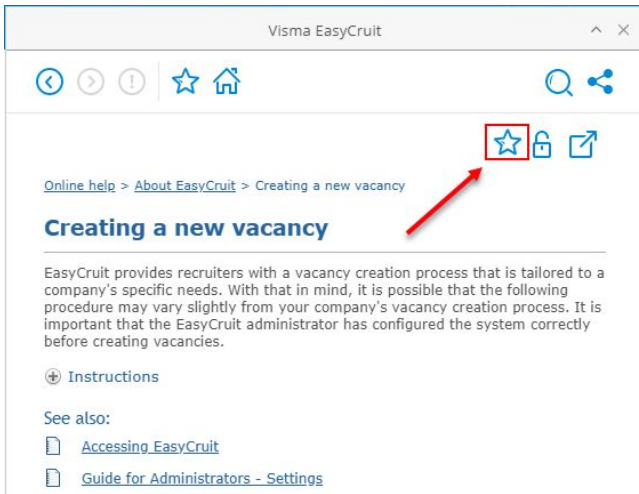 Visma EasyCruit
Online help > About EasyCruit > Creating a new vacancy
Creating a new vacancy
EasyCruit provides recruiters with a vacancy creation process that is tailored to a
company's specific needs. With that in mind, it is possible that the following
procedure may vary slightly from your company's vacancy creation process. It is
important that the EasyCruit administrator has configured the system correctly
before creating vacancies.
Instructions
See also:
Accessing EasyCruit
Guide for Administrators - Settings